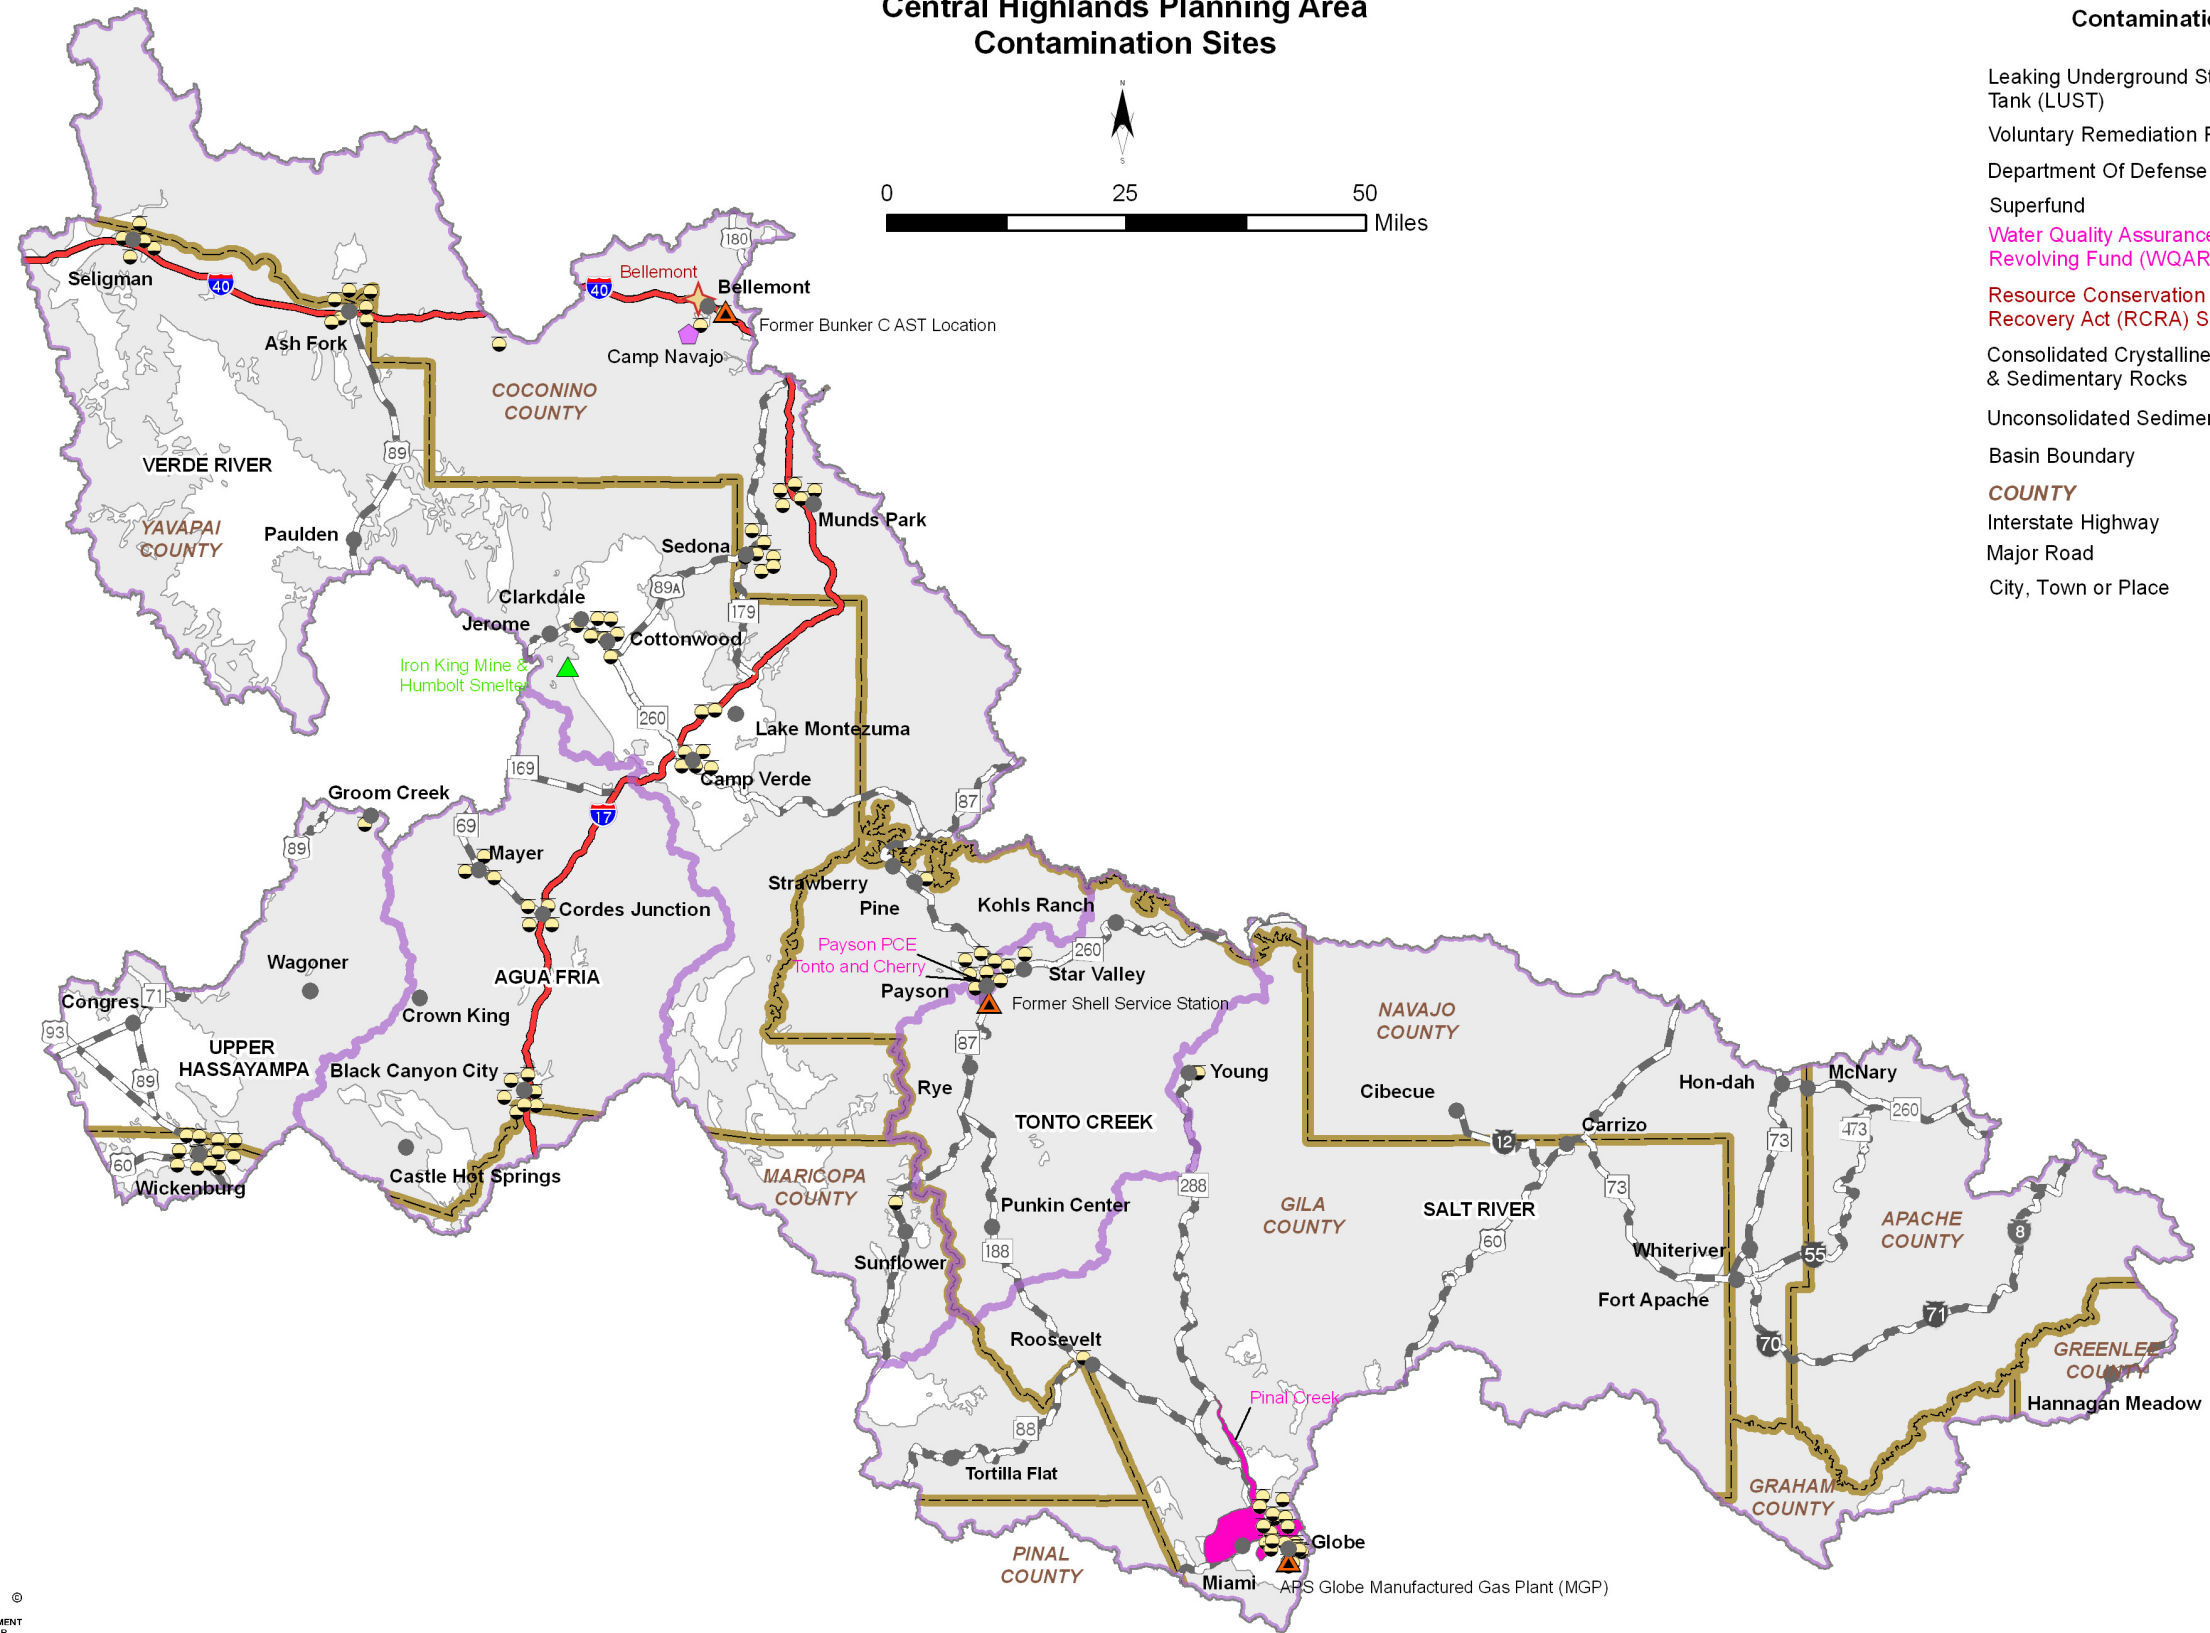 Central Highlands Planning Area
Contamination Sites
N
S
0 25 50
Miles
Contaminatio
Leaking Underground St
Tank (LUST)
Voluntary Remediation P
Department Of Defense
Superfund
Water Quality Assurance
Revolving Fund (WQAR
Resource Conservation
Recovery Act (RCRA) S
Consolidated Crystalline
& Sedimentary Rocks
Unconsolidated Sedimen
Basin Boundary
COUNTY
Interstate Highway
Major Road
City, Town or Place
180
Bellemont
Bellemont
40
40
Seligman
Former Bunker C AST Location
Ash Fork
Camp Navajo
COCONINO
COUNTY
89
VERDE RIVER
YAVAPAI
COUNTY
Paulden
Munds Park
Sedona
89A
Clarkdale
179
Jerome
Cottonwood
Iron King Mine &
Humbolt Smelter
260
Lake Montezuma
169
Camp Verde
Groom Creek
17
87
69
89
Mayer
Strawberry
Pine
Kohls Ranch
Cordes Junction
Payson PCE
Tonto and Cherry
260
Wagoner
AGUA FRIA
Star Valley
Payson
Congress
71
Former Shell Service Station
Crown King
NAVAJO
COUNTY
93
87
UPPER
HASSAYAMPA
Black Canyon City
89
Rye
Young
Hon-dah
McNary
Cibecue
260
TONTO CREEK
Carrizo
12
73
473
60
Castle Hot Springs
MARICOPA
COUNTY
Wickenburg
288
73
Punkin Center
GILA
COUNTY
SALT RIVER
APACHE
COUNTY
60
8
188
Whiteriver
55
Sunflower
Fort Apache
71
Roosevelt
70
GREENLEE
COUNTY
Pinal Creek
Hannagan Meadow
88
Tortilla Flat
GRAHAM
COUNTY
Globe
PINAL
COUNTY
Miami
APS Globe Manufactured Gas Plant (MGP)
©
MENT